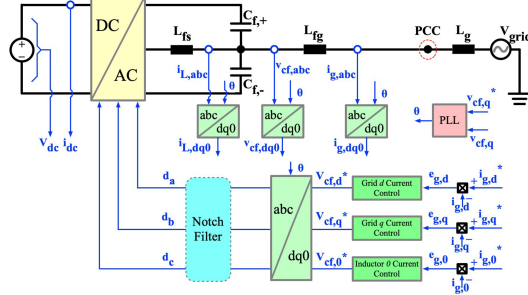 DC
AC
L_fs
C_f,+
C_f,-
L_fg
PCC
L_g
V_grid
i_L,abc
v_cf,abc
i_g,abc
θ
θ
θ
abc
dq0
abc
dq0
abc
dq0
i_L,dq0
v_cf,dq0
i_g,dq0
θ
PLL
v_cf,q*
v_cf,q
V_dc
i_dc
θ
d_a
d_b
d_c
Notch
Filter
abc
dq0
V_cf,d*
V_cf,q*
V_cf,0*
Grid d Current
Control
Grid q Current
Control
Inductor 0 Current
Control
e_g,d
e_g,q
e_g,0
+ i_g,d*
i_g,d −
+ i_g,q*
i_g,q −
+ i_g,0*
i_g,0 −